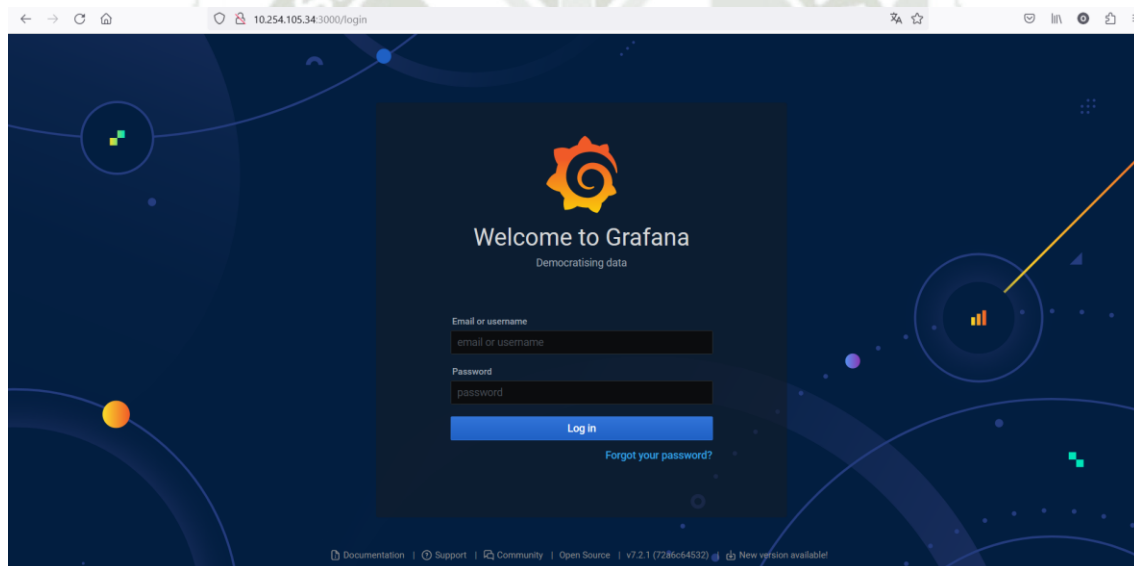 10.254.105.34:3000/login
Welcome to Grafana
Democratising data
Email or username
email or username
Password
password
Log in
Forgot your password?
Documentation | Support | Community | Open Source | v7.2.1 (7286c64532) | New version available!